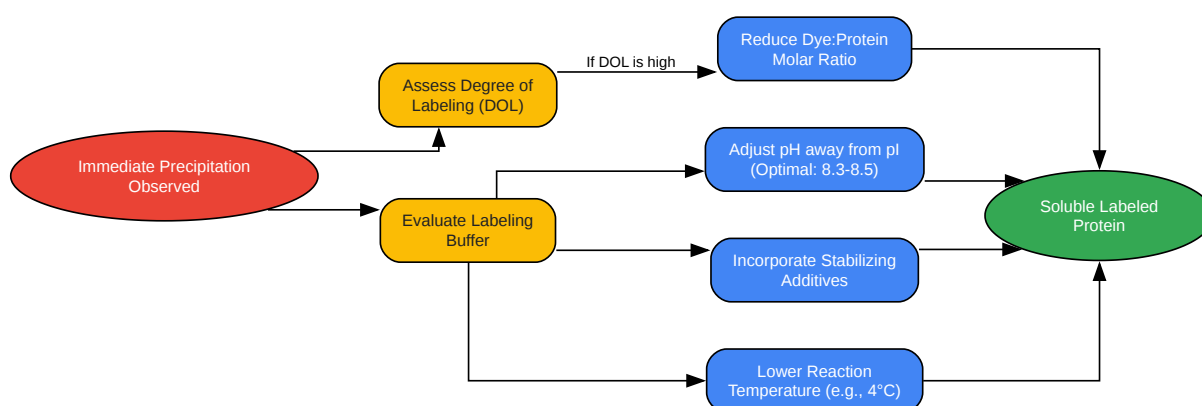 Immediate Precipitation
Observed
Assess Degree of
Labeling (DOL)
If DOL is high
Reduce Dye:Protein
Molar Ratio
Evaluate Labeling
Buffer
Adjust pH away from pI
(Optimal: 8.3-8.5)
Incorporate Stabilizing
Additives
Lower Reaction
Temperature (e.g., 4°C)
Soluble Labeled
Protein